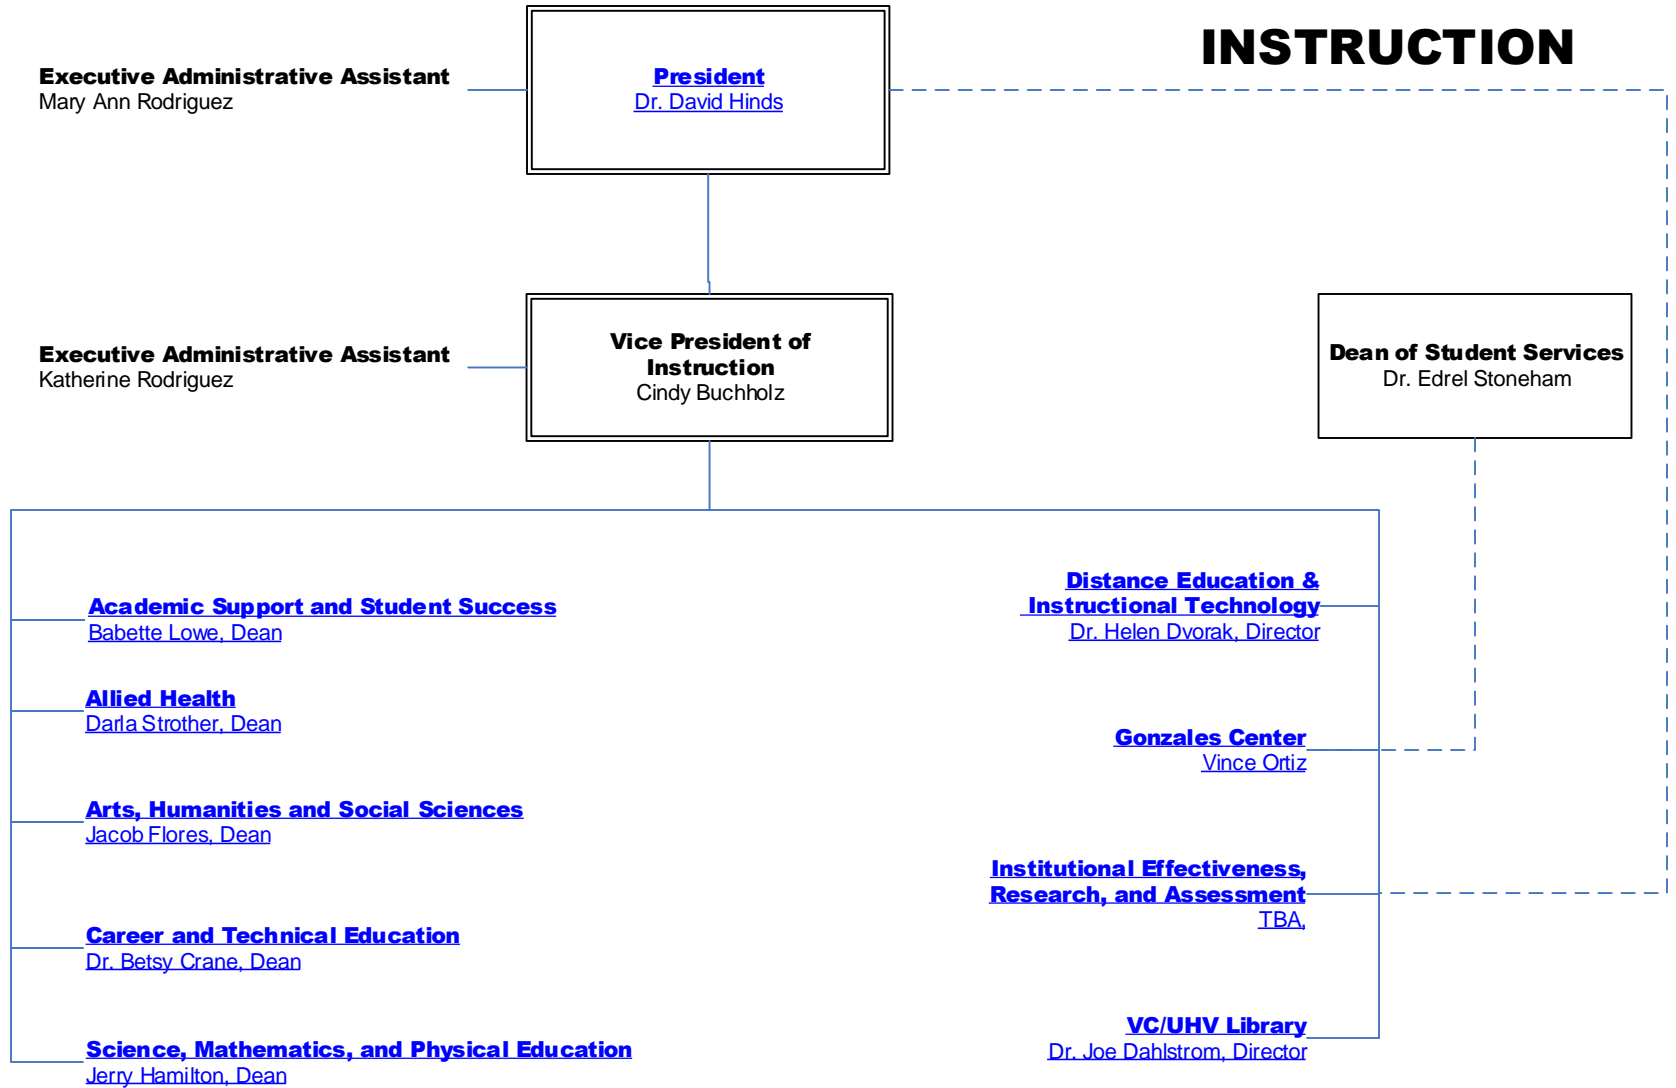 INSTRUCTION
Executive Administrative Assistant
Mary Ann Rodriguez
President
Dr. David Hinds
Executive Administrative Assistant
Katherine Rodriguez
Vice President of
Instruction
Cindy Buchholz
Dean of Student Services
Dr. Edrel Stoneham
Academic Support and Student Success
Babette Lowe, Dean
Allied Health
Darla Strother, Dean
Arts, Humanities and Social Sciences
Jacob Flores, Dean
Career and Technical Education
Dr. Betsy Crane, Dean
Science, Mathematics, and Physical Education
Jerry Hamilton, Dean
Distance Education &
Instructional Technology
Dr. Helen Dvorak, Director
Gonzales Center
Vince Ortiz
Institutional Effectiveness,
Research, and Assessment
TBA,
VC/UHV Library
Dr. Joe Dahlstrom, Director